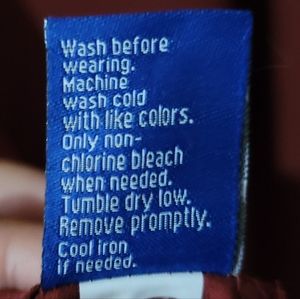 Wash before
wearing.
Machine
wash cold
with like colors.
Only non-
chlorine bleach
when needed.
Tumble dry low.
Remove promptly.
Cool iron
if needed.